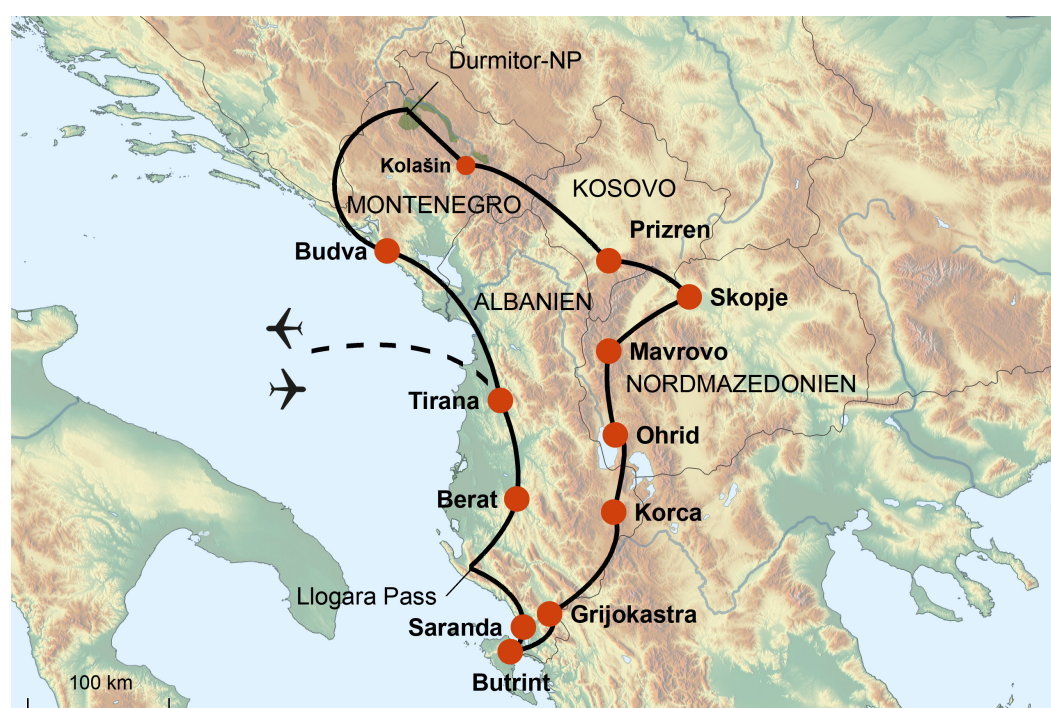 Durmitor-NP
Kolašin
KOSOVO
MONTENEGRO
Prizren
Budva
ALBANIEN
Skopje
Mavrovo
NORDMAZEDONIEN
Tirana
Ohrid
Berat
Korca
Llogara Pass
Grijokastra
Saranda
Butrint
100 km